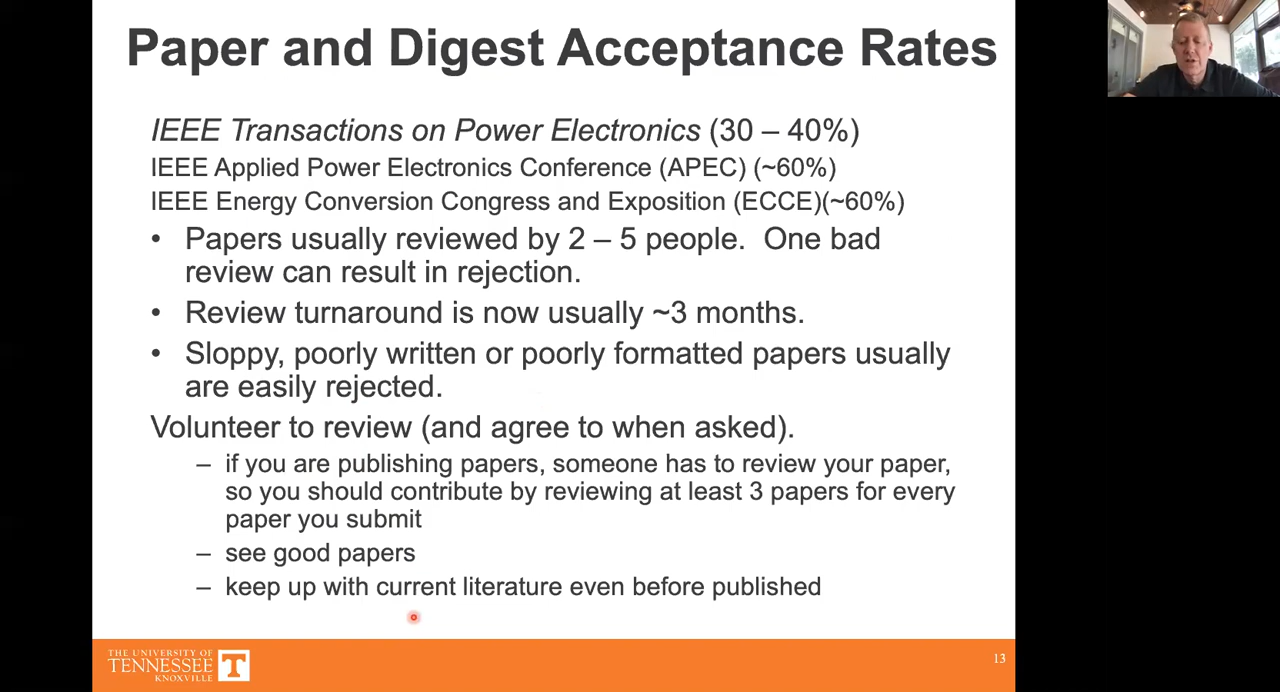 Paper and Digest Acceptance Rates
IEEE Transactions on Power Electronics (30 – 40%)
IEEE Applied Power Electronics Conference (APEC) (~60%)
IEEE Energy Conversion Congress and Exposition (ECCE)(~60%)
• Papers usually reviewed by 2 – 5 people.  One bad
review can result in rejection.
• Review turnaround is now usually ~3 months.
• Sloppy, poorly written or poorly formatted papers usually
are easily rejected.
Volunteer to review (and agree to when asked).
– if you are publishing papers, someone has to review your paper,
so you should contribute by reviewing at least 3 papers for every
paper you submit
– see good papers
– keep up with current literature even before published
THE UNIVERSITY OF
TENNESSEE
KNOXVILLE
T
13